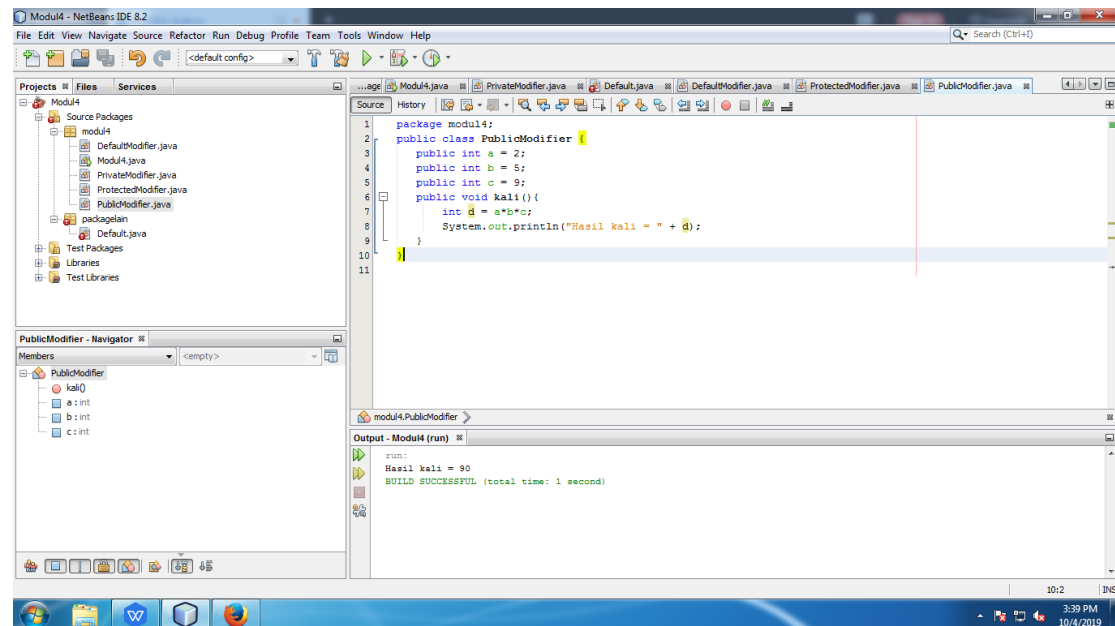 Modul4 - NetBeans IDE 8.2
File Edit View Navigate Source Refactor Run Debug Profile Team Tools Window Help
Search (Ctrl+I)
<default config>
Projects Files Services
Modul4
Source Packages
modul4
DefaultModifier.java
Modul4.java
PrivateModifier.java
ProtectedModifier.java
PublicModifier.java
packagelain
Default.java
Test Packages
Libraries
Test Libraries
PublicModifier - Navigator
Members <empty>
PublicModifier
kali()
a : int
b : int
c : int
...age Modul4.java PrivateModifier.java Default.java DefaultModifier.java ProtectedModifier.java PublicModifier.java
Source History
1 package modul4;
2 public class PublicModifier {
3 public int a = 2;
4 public int b = 5;
5 public int c = 9;
6 public void kali(){
7 int d = a*b*c;
8 System.out.println("Hasil kali = " + d);
9 }
10 }
11
modul4.PublicModifier
Output - Modul4 (run)
run:
Hasil kali = 90
BUILD SUCCESSFUL (total time: 1 second)
10:2 INS
3:39 PM
10/4/2019